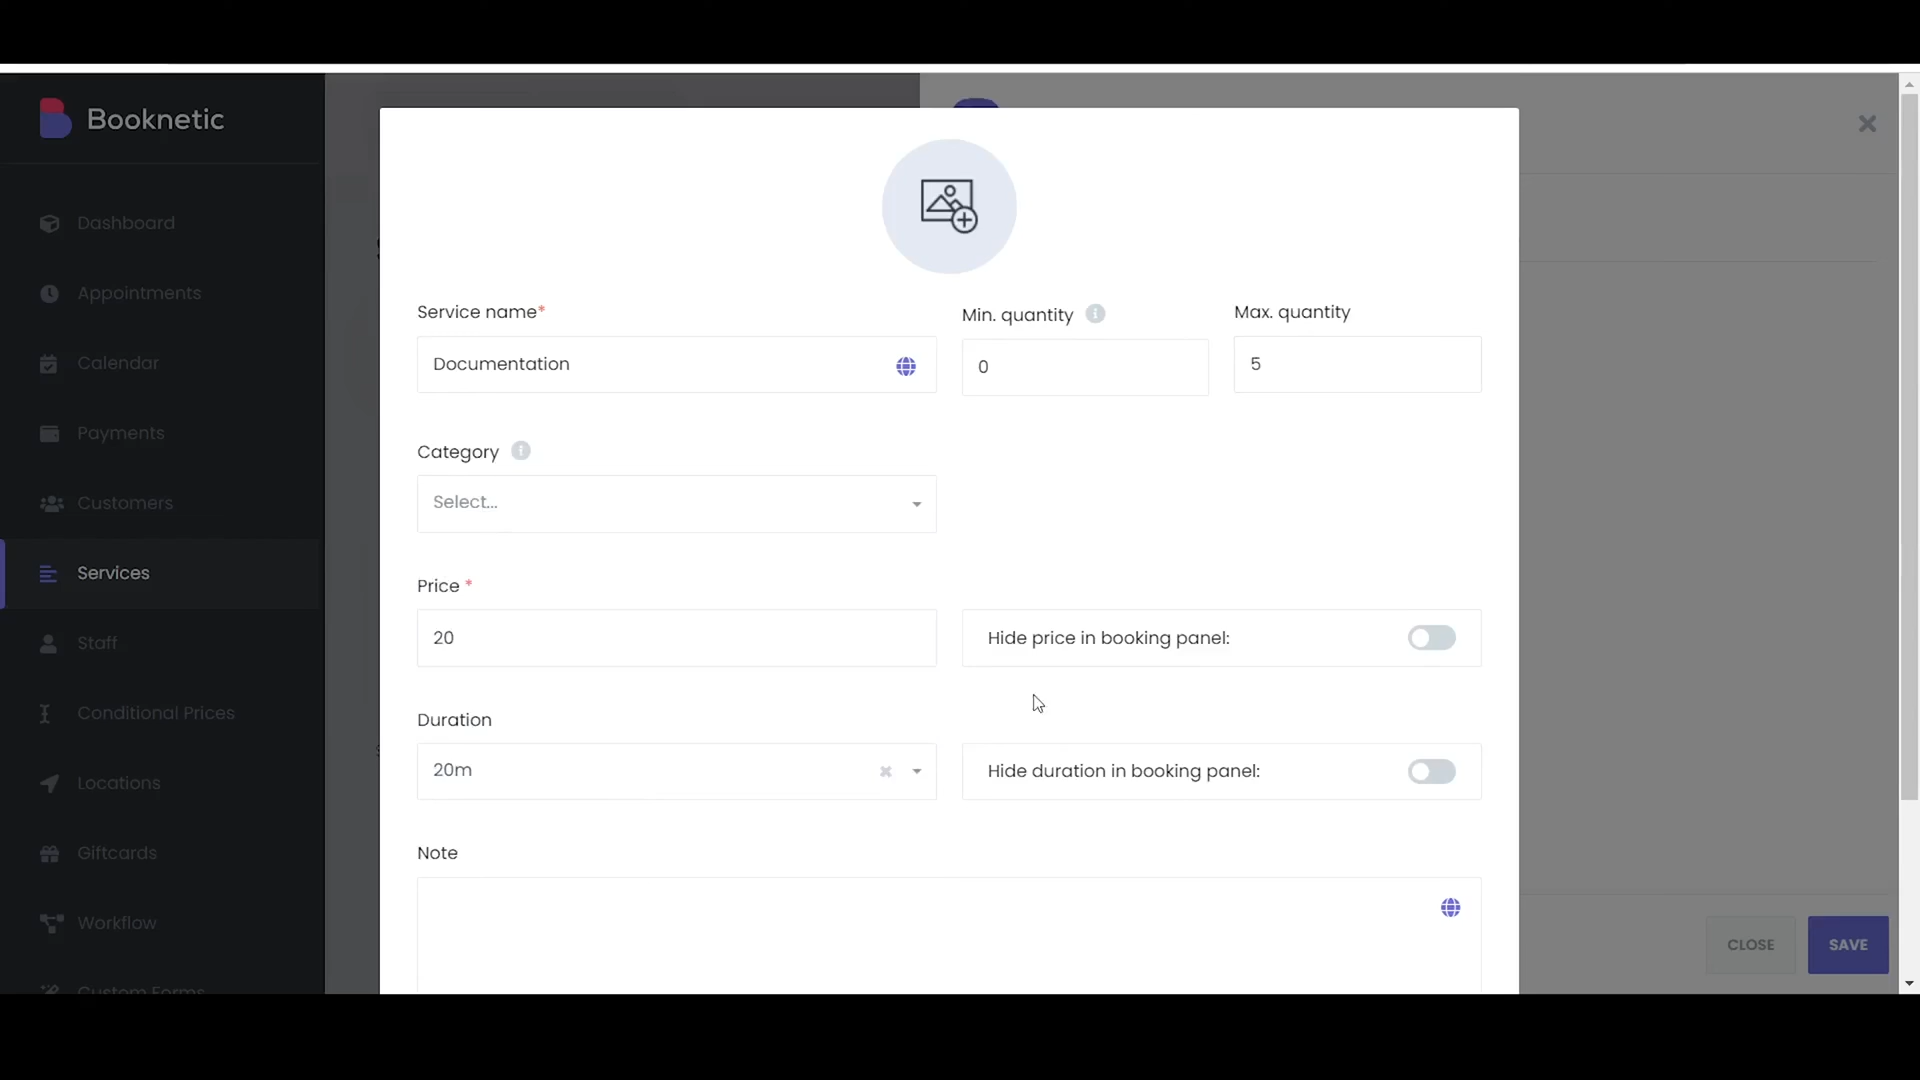 Booknetic
Dashboard
Appointments
Calendar
Payments
Customers
Services
Staff
Conditional Prices
Locations
Giftcards
Workflow
Custom Forms
Service name*
Documentation
Min. quantity
0
Max. quantity
5
Category
Select...
Price *
20
Hide price in booking panel:
Duration
20m
Hide duration in booking panel:
Note
CLOSE
SAVE